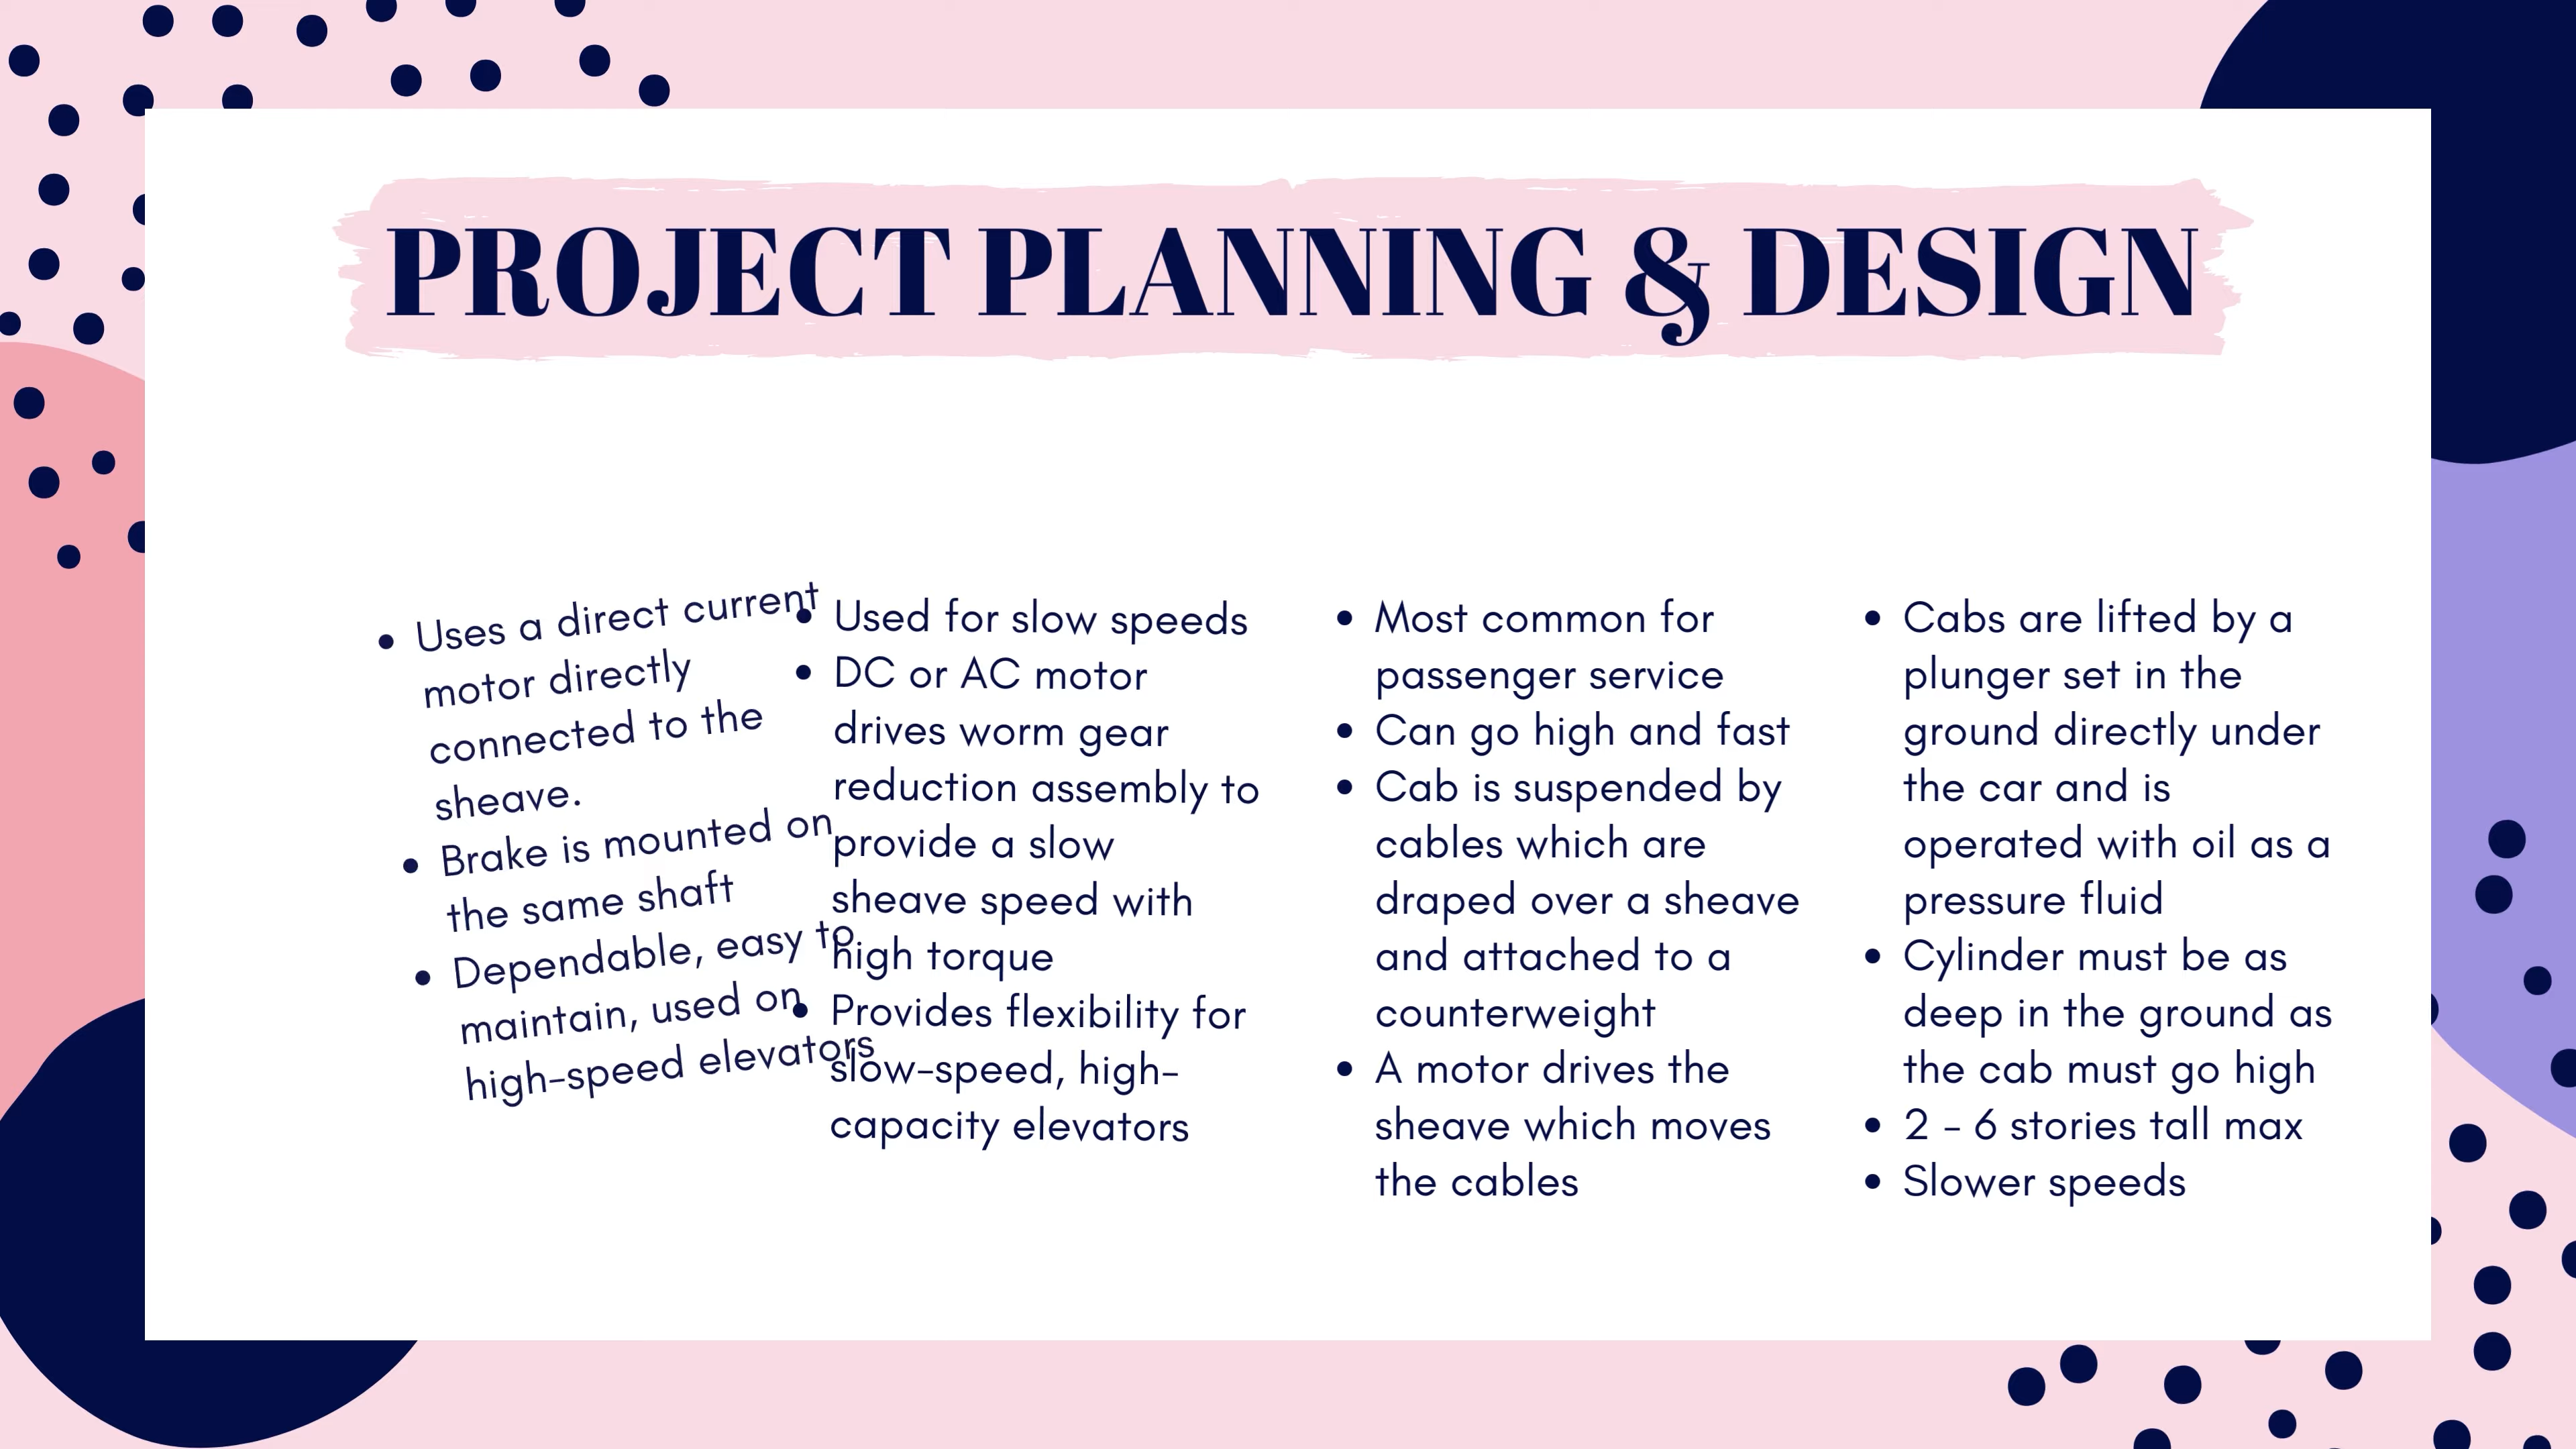 PROJECT PLANNING & DESIGN
• Uses a direct current
motor directly
connected to the
sheave.
• Brake is mounted on
the same shaft
• Dependable, easy to
maintain, used on
high-speed elevators
• Used for slow speeds
• DC or AC motor
drives worm gear
reduction assembly to
provide a slow
sheave speed with
high torque
• Provides flexibility for
slow-speed, high-
capacity elevators
• Most common for
passenger service
• Can go high and fast
• Cab is suspended by
cables which are
draped over a sheave
and attached to a
counterweight
• A motor drives the
sheave which moves
the cables
• Cabs are lifted by a
plunger set in the
ground directly under
the car and is
operated with oil as a
pressure fluid
• Cylinder must be as
deep in the ground as
the cab must go high
• 2 - 6 stories tall max
• Slower speeds